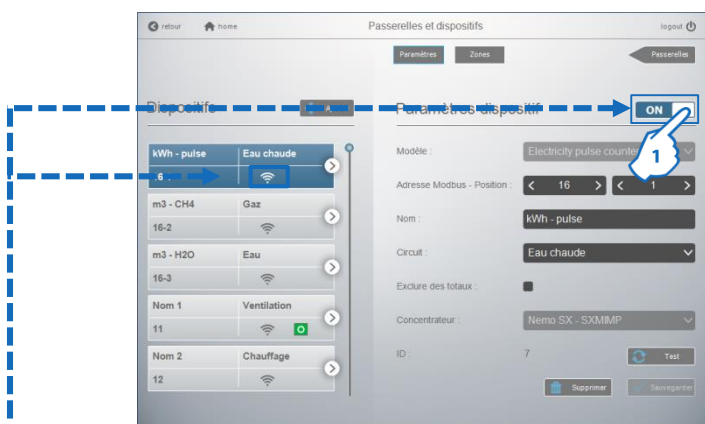 retour home Passerelles et dispositifs logout
Paramètres Zones Passerelles
Dispositifs Paramètres dispositif ON
1
kWh - pulse Eau chaude
m3 - CH4 Gaz
16-2
m3 - H2O Eau
16-3
Nom 1 Ventilation
11
Nom 2 Chauffage
12
Modèle : Electricity pulse counter
Adresse Modbus - Position : < 16 > < 1 >
Nom : kWh - pulse
Circuit : Eau chaude
Exclure des totaux :
Concentrateur : Nemo SX - SXMIMP
ID : 7 Test
Supprimer Sauvegarder